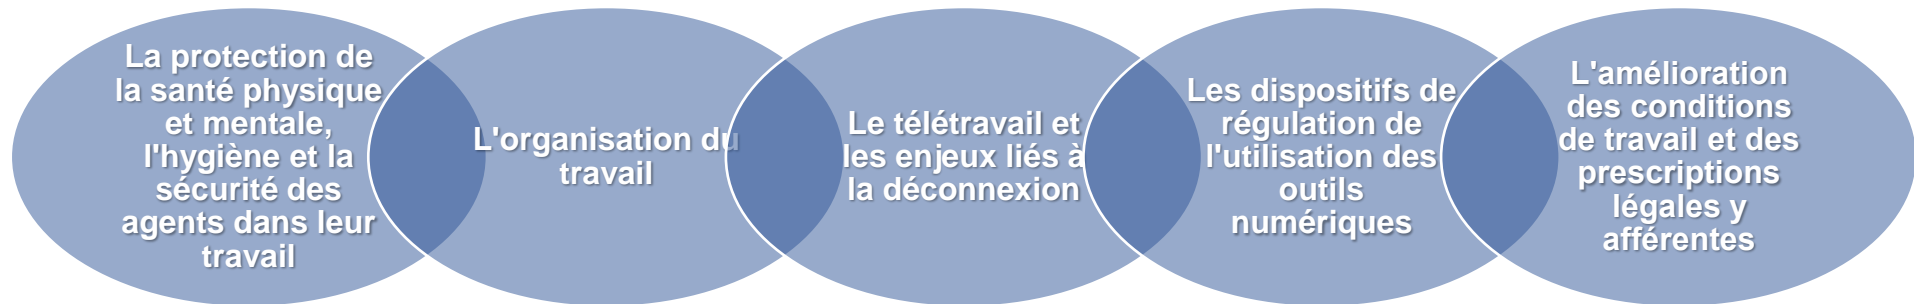 La protection de
la santé physique
et mentale,
l'hygiène et la
sécurité des
agents dans leur
travail
L'organisation du
travail
Le télétravail et
les enjeux liés à
la déconnexion
Les dispositifs de
régulation de
l'utilisation des
outils
numériques
L'amélioration
des conditions
de travail et des
prescriptions
légales y
afférentes